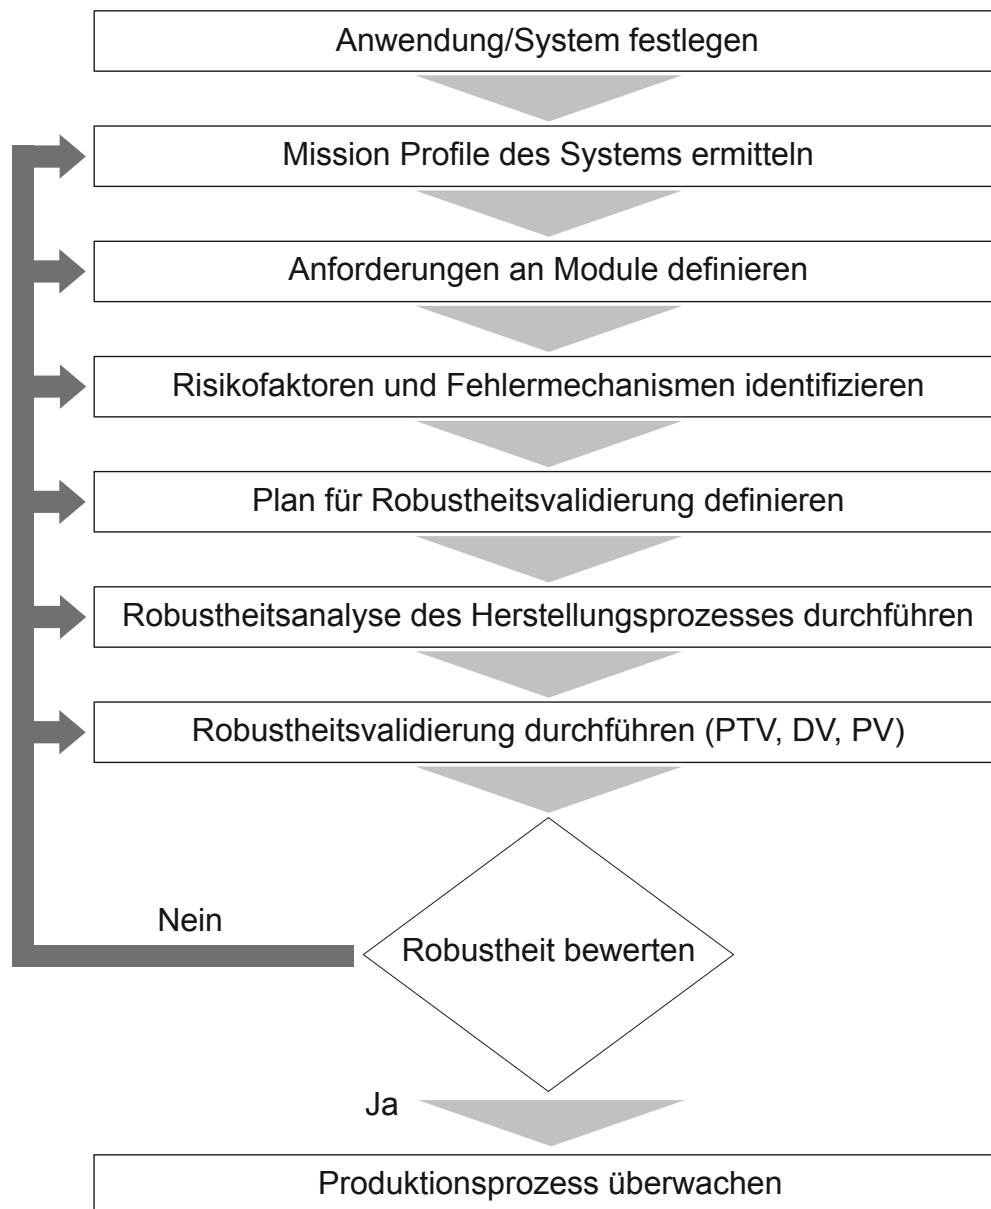 Anwendung/System festlegen
Mission Profile des Systems ermitteln
Anforderungen an Module definieren
Risikofaktoren und Fehlermechanismen identifizieren
Plan für Robustheitsvalidierung definieren
Robustheitsanalyse des Herstellungsprozesses durchführen
Robustheitsvalidierung durchführen (PTV, DV, PV)
Nein
Robustheit bewerten
Ja
Produktionsprozess überwachen